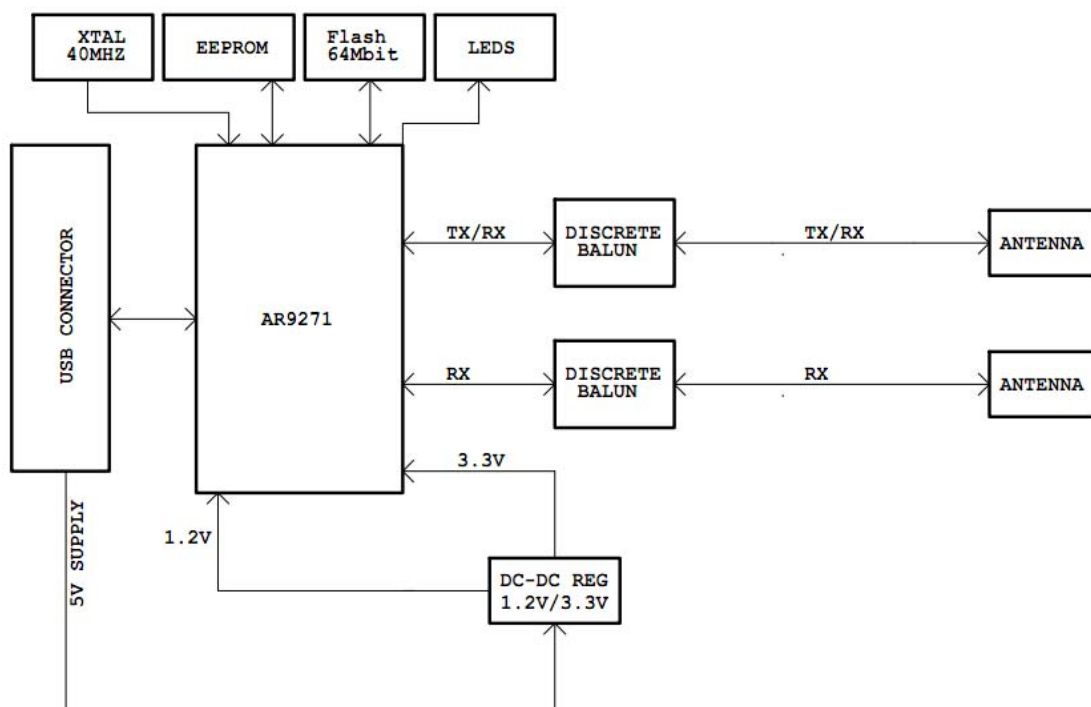 XTAL
40MHZ
EEPROM
Flash
64Mbit
LEDS
USB CONNECTOR
AR9271
TX/RX
DISCRETE
BALUN
TX/RX
ANTENNA
RX
DISCRETE
BALUN
RX
ANTENNA
3.3V
1.2V
5V SUPPLY
DC-DC REG
1.2V/3.3V